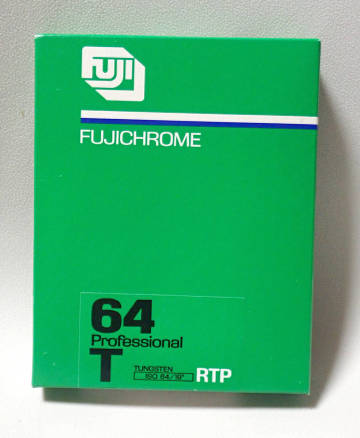 FUJI
FUJICHROME
64
Professional
T
TUNGSTEN
ISO 64/19°
RTP